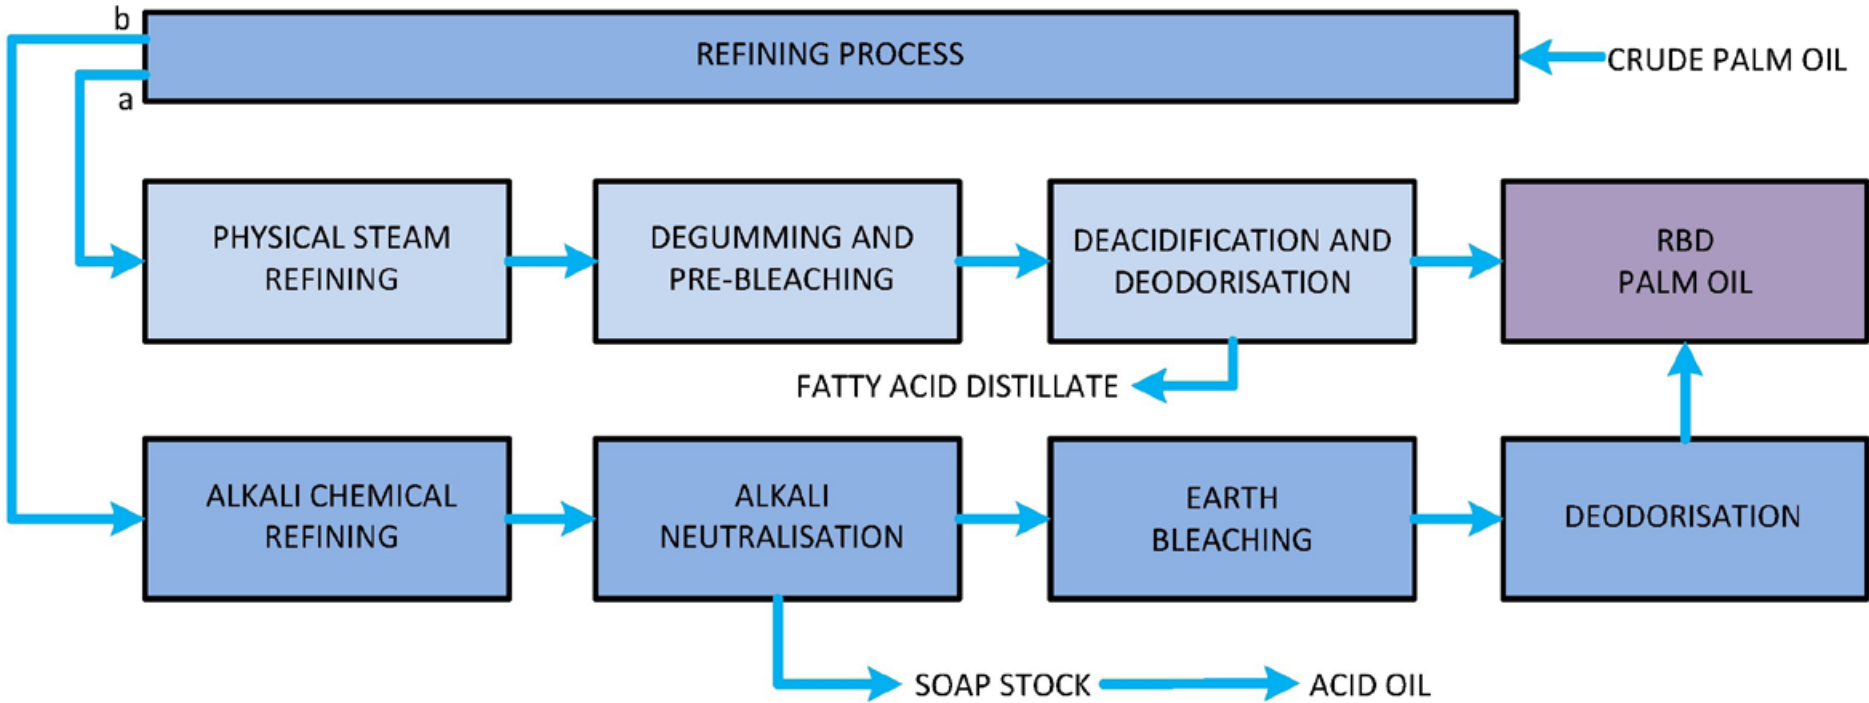 b
REFINING PROCESS
CRUDE PALM OIL
a
PHYSICAL STEAM
REFINING
DEGUMMING AND
PRE-BLEACHING
DEACIDIFICATION AND
DEODORISATION
RBD
PALM OIL
FATTY ACID DISTILLATE
ALKALI CHEMICAL
REFINING
ALKALI
NEUTRALISATION
EARTH
BLEACHING
DEODORISATION
SOAP STOCK
ACID OIL